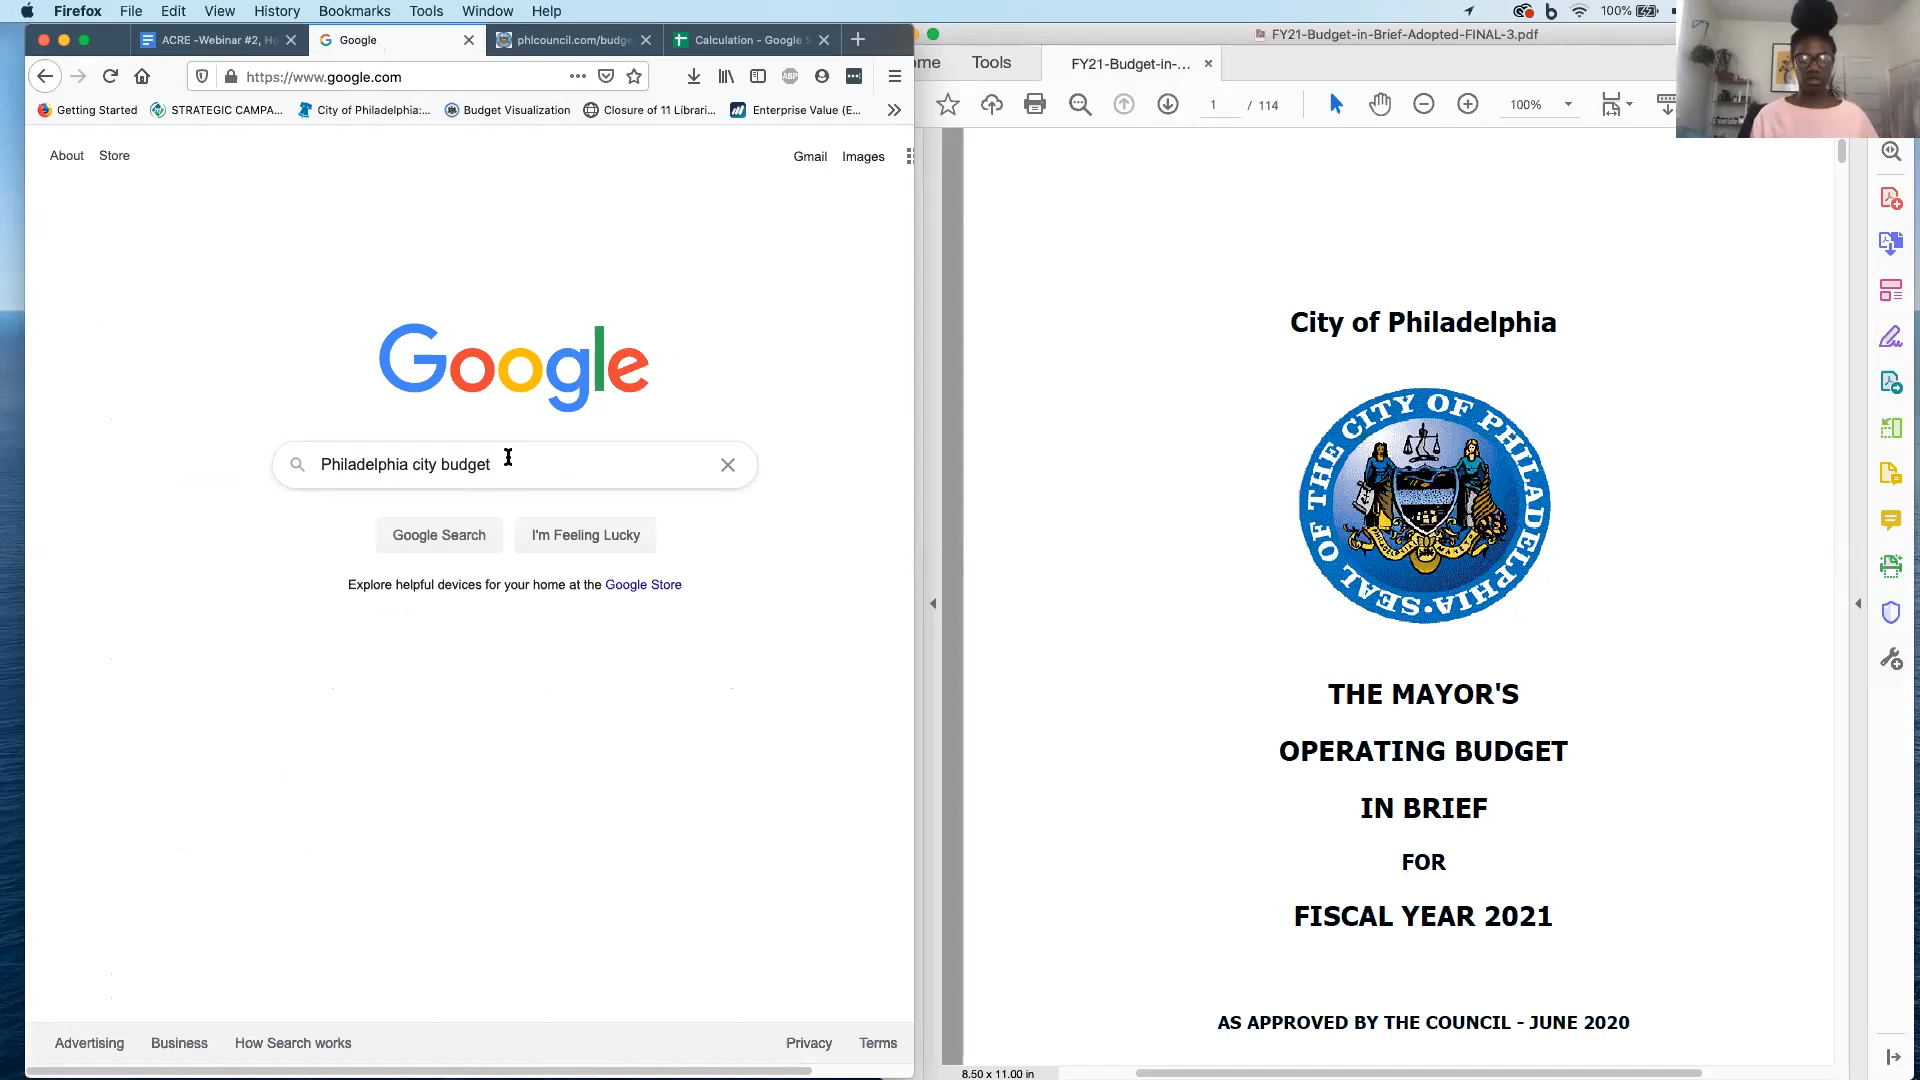 Firefox File Edit View History Bookmarks Tools Window Help
100%
ACRE -Webinar #2, H
Google
phlcouncil.com/budge
Calculation - Google S
https://www.google.com
Getting Started
STRATEGIC CAMPA...
City of Philadelphia:...
Budget Visualization
Closure of 11 Librari...
Enterprise Value (E...
About Store
Gmail Images
Google
Philadelphia city budget
Google Search
I'm Feeling Lucky
Explore helpful devices for your home at the Google Store
Advertising Business How Search works
Privacy Terms
FY21-Budget-in-Brief-Adopted-FINAL-3.pdf
ome Tools FY21-Budget-in-...
1 / 114
100%
City of Philadelphia
SEAL OF THE CITY OF PHILADELPHIA
THE MAYOR'S
OPERATING BUDGET
IN BRIEF
FOR
FISCAL YEAR 2021
AS APPROVED BY THE COUNCIL - JUNE 2020
8.50 x 11.00 in